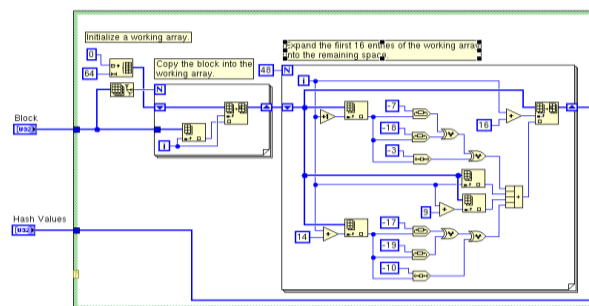 Initialize a working array.
0
64
Copy the block into the
working array.
N
i
Expand the fiirst 16 entries of the working array
into the remaining space.
48
N
i
-7
-18
-3
16
+
+1
9
+
14
+
-17
-19
-10
Block
U32
Hash Values
U32